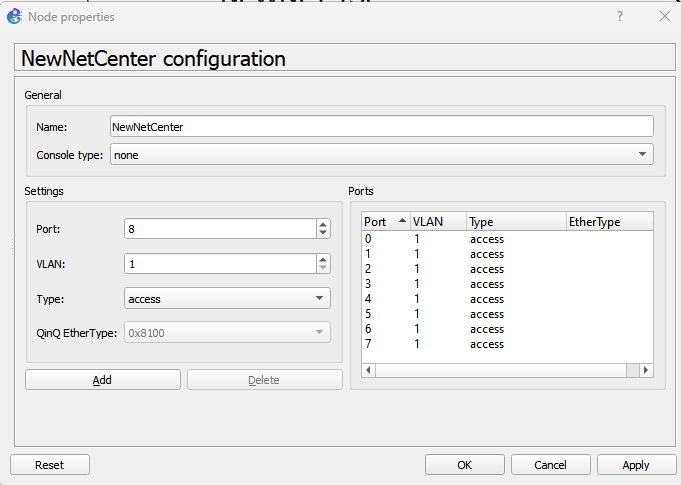 Node properties
?
NewNetCenter configuration
General
Name: NewNetCenter
Console type: none
Settings
Port: 8
VLAN: 1
Type: access
QinQ EtherType: 0x8100
Add Delete
Ports
Port VLAN Type EtherType
0 1 access
1 1 access
2 1 access
3 1 access
4 1 access
5 1 access
6 1 access
7 1 access
Reset OK Cancel Apply